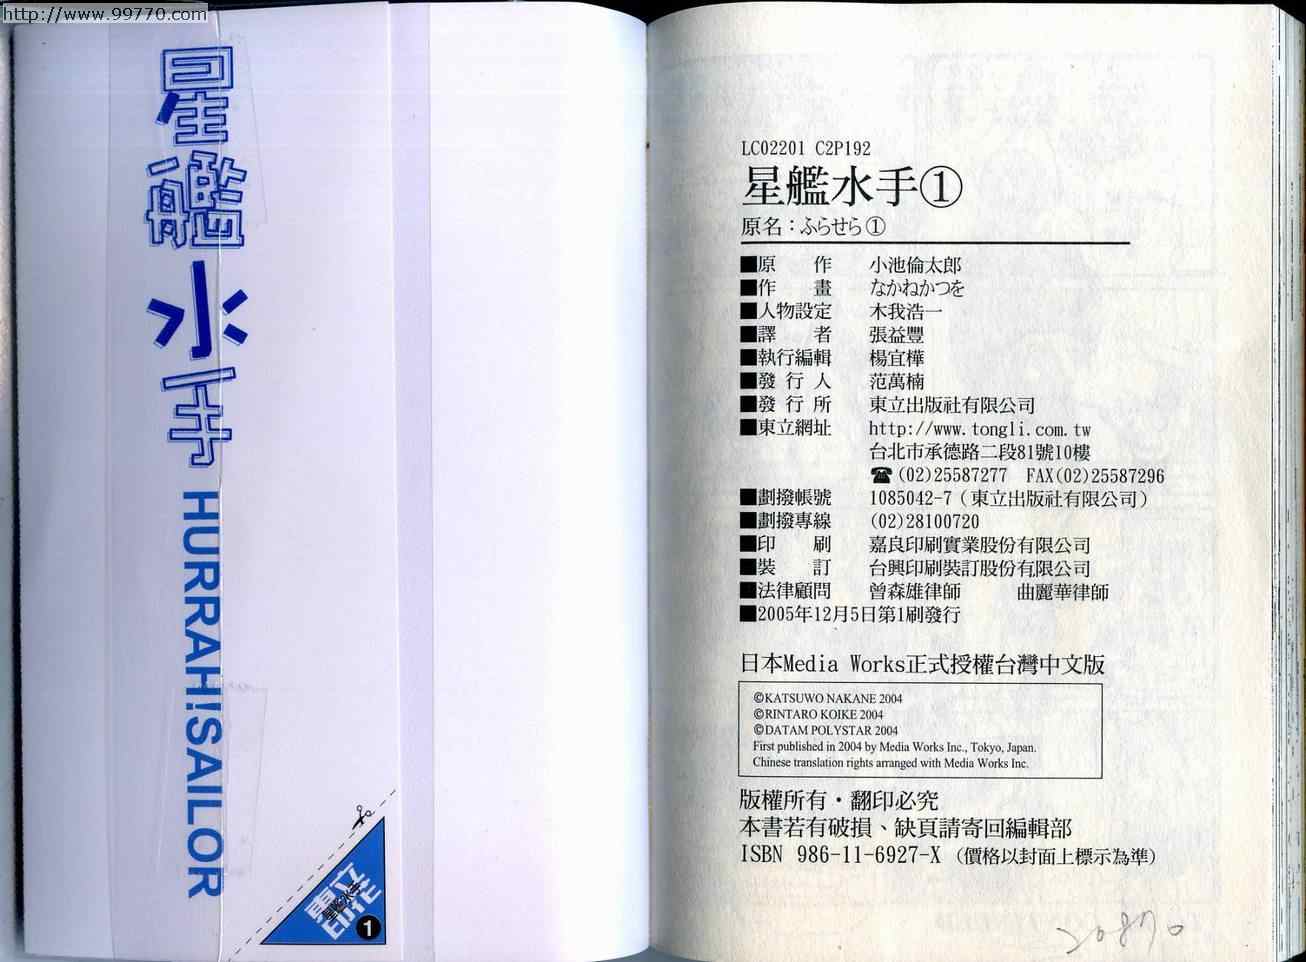 http://www.99770.com
星艦水手 HURRAH!SAILOR
東立
星艦水手
印花
1
LC02201 C2P192
星艦水手①
原名：ふらせら①
■原 作 小池倫太郎
■作 畫 なかねかつを
■人物設定 木我浩一
■譯 者 張益豐
■執行編輯 楊宜樺
■發 行 人 范萬楠
■發 行 所 東立出版社有限公司
■東立網址 http://www.tongli.com.tw
台北市承德路二段81號10樓
☎(02)25587277 FAX(02)25587296
■劃撥帳號 1085042-7（東立出版社有限公司）
■劃撥專線 (02)28100720
■印 刷 嘉良印刷實業股份有限公司
■裝 訂 台興印刷裝訂股份有限公司
■法律顧問 曾森雄律師 曲麗華律師
■2005年12月5日第1刷發行
日本Media Works正式授權台灣中文版
©KATSUWO NAKANE 2004
©RINTARO KOIKE 2004
©DATAM POLYSTAR 2004
First published in 2004 by Media Works Inc., Tokyo, Japan.
Chinese translation rights arranged with Media Works Inc.
版權所有・翻印必究
本書若有破損、缺頁請寄回編輯部
ISBN 986-11-6927-X（價格以封面上標示為準）